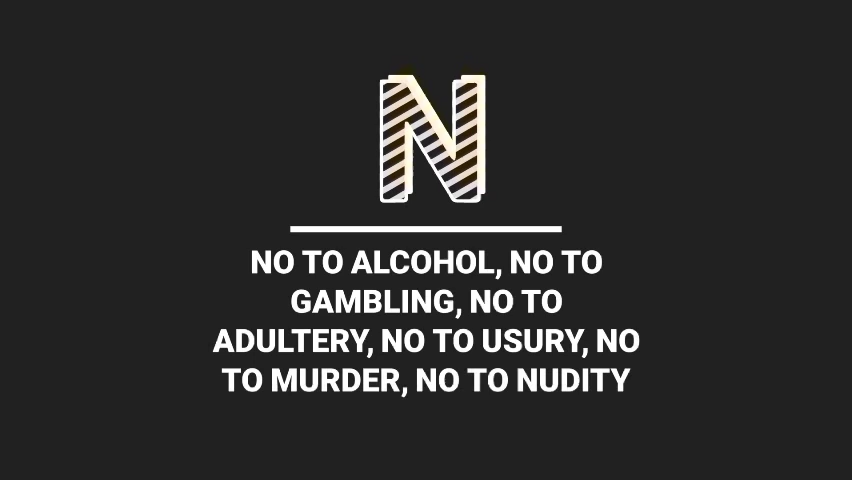 N
NO TO ALCOHOL, NO TO
GAMBLING, NO TO
ADULTERY, NO TO USURY, NO
TO MURDER, NO TO NUDITY